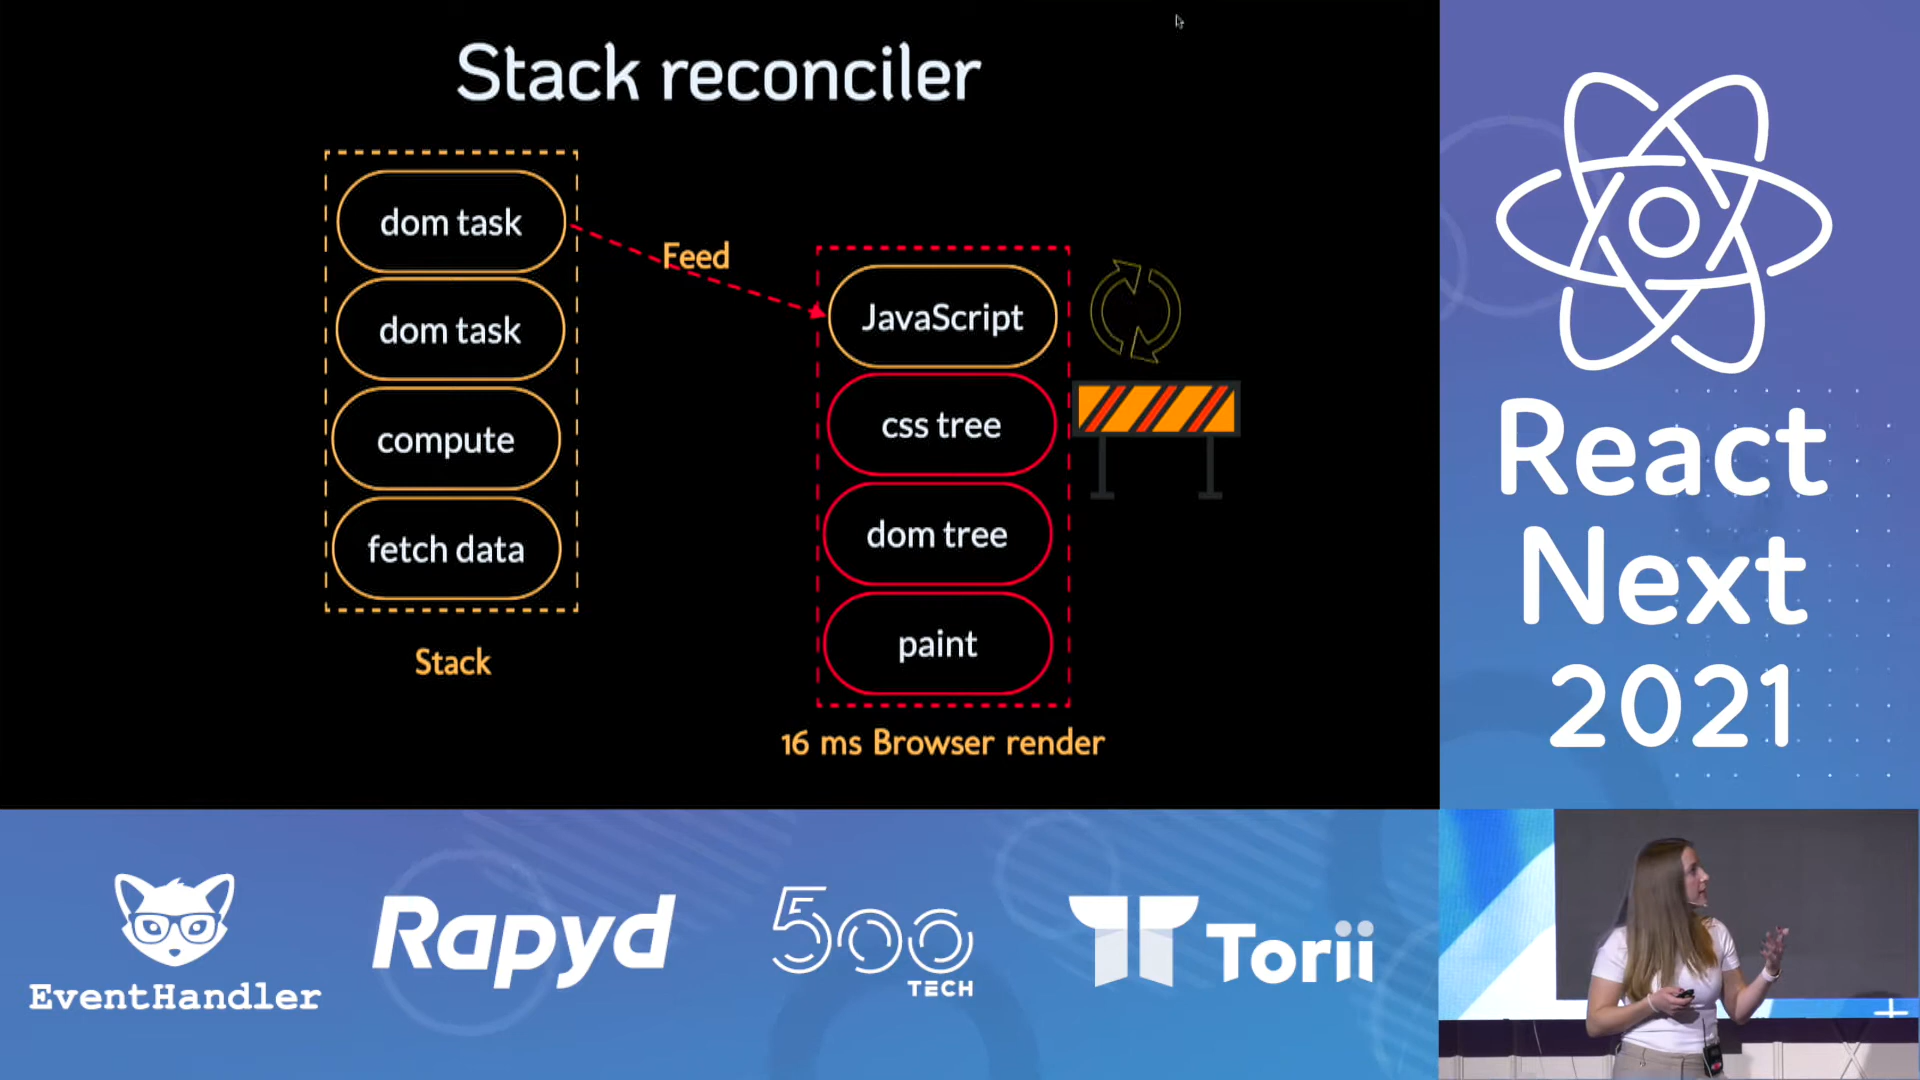 Stack reconciler
dom task
dom task
compute
fetch data
Stack
Feed
JavaScript
css tree
dom tree
paint
16 ms Browser render
React
Next
2021
EventHandler
Rapyd
500
TECH
Torii